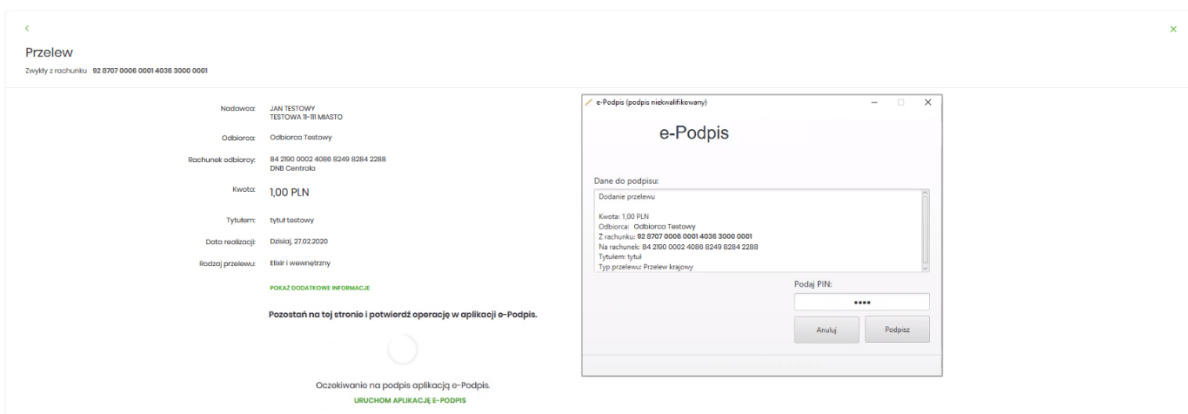 Przelew
Zwykły z rachunku 92 8707 0006 0001 4036 3000 0001
Nadawca: JAN TESTOWY
TESTOWA 11-111 MIASTO
Odbiorca: Odbiorca Testowy
Rachunek odbiorcy: 84 2190 0002 4086 8249 8284 2288
DNB Centrala
Kwota: 1,00 PLN
Tytułem: tytuł testowy
Data realizacji: Dzisiaj, 27.02.2020
Rodzaj przelewu: Elixir i wewnętrzny
POKAŻ DODATKOWE INFORMACJE
Pozostań na tej stronie i potwierdź operację w aplikacji e-Podpis.
Oczekiwanie na podpis aplikacją e-Podpis.
URUCHOM APLIKACJĘ E-PODPIS
e-Podpis (podpis niekwalifikowany)
e-Podpis
Dane do podpisu:
Dodanie przelewu
Kwota: 1,00 PLN
Odbiorca: Odbiorca Testowy
Z rachunku: 92 8707 0006 0001 4036 3000 0001
Na rachunek: 84 2190 0002 4086 8249 8284 2288
Tytułem: tytuł
Typ przelewu: Przelew krajowy
Podaj PIN:
••••
Anuluj
Podpisz